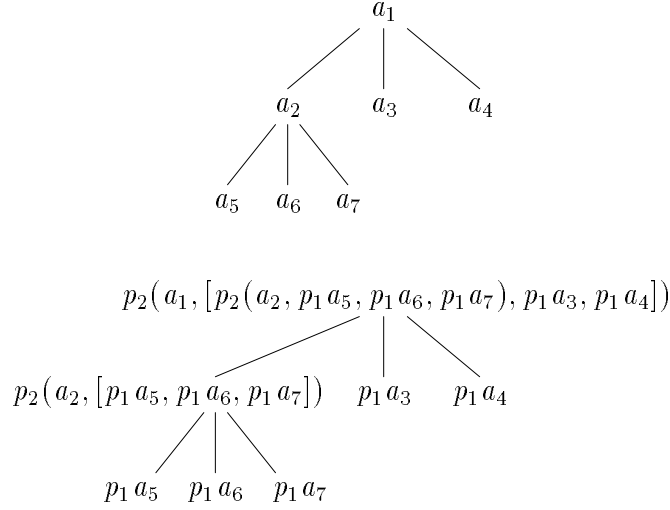 a₁
a₂ a₃ a₄
a₅ a₆ a₇
p₂(a₁, [p₂(a₂, p₁ a₅, p₁ a₆, p₁ a₇), p₁ a₃, p₁ a₄])
p₂(a₂, [p₁ a₅, p₁ a₆, p₁ a₇]) p₁ a₃ p₁ a₄
p₁ a₅ p₁ a₆ p₁ a₇